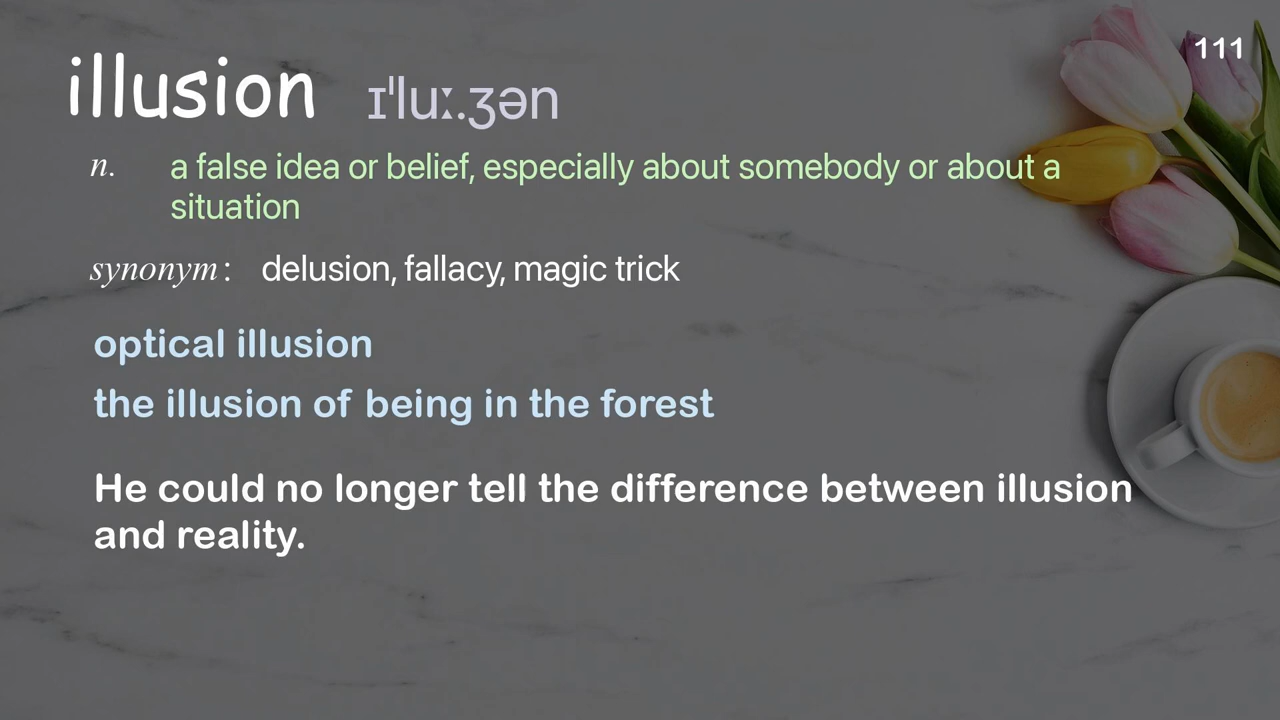 111
illusion ɪˈluː.ʒən
n. a false idea or belief, especially about somebody or about a
situation
synonym: delusion, fallacy, magic trick
optical illusion
the illusion of being in the forest
He could no longer tell the difference between illusion
and reality.